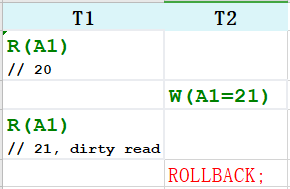 T1 T2
R(A1)
// 20
W(A1=21)
R(A1)
// 21, dirty read
ROLLBACK;